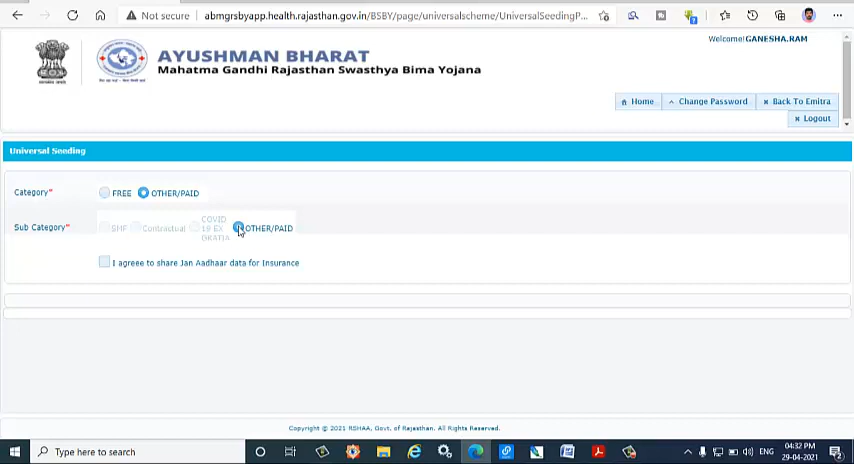 Not secure | abmgrsbyapp.health.rajasthan.gov.in/BSBY/page/universalscheme/UniversalSeedingP...
Welcome!GANESHA.RAM
AYUSHMAN BHARAT
Mahatma Gandhi Rajasthan Swasthya Bima Yojana
Home
Change Password
Back To Emitra
Logout
Universal Seeding
Category* FREE OTHER/PAID
Sub Category* SMF Contractual COVID 19 EX GRATIA OTHER/PAID
I agreee to share Jan Aadhaar data for Insurance
Copyright © 2021 RSHAA, Govt. of Rajasthan. All Rights Reserved.
Type here to search
ENG
04:32 PM
29-04-2021
2